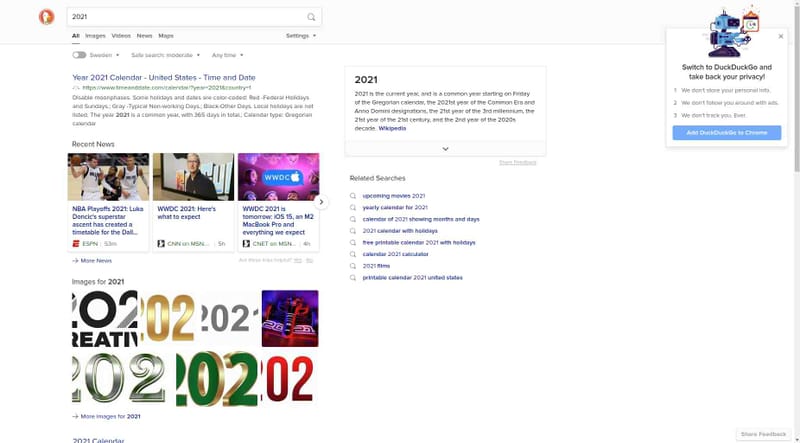 2021
All Images Videos News Maps Settings
Sweden Safe search: moderate Any time
Year 2021 Calendar - United States - Time and Date
https://www.timeanddate.com/calendar/?year=2021&country=1
Disable moonphases. Some holidays and dates are color-coded: Red -Federal Holidays
and Sundays.; Gray -Typical Non-working Days.; Black-Other Days. Local holidays are not
listed. The year 2021 is a common year, with 365 days in total.; Calendar type: Gregorian
calendar
Recent News
WWDC
NBA Playoffs 2021: Luka
Doncic's superstar
ascent has created a
timetable for the Dall...
ESPN | 53m
WWDC 2021: Here's
what to expect
CNN on MSN... | 5h
WWDC 2021 is
tomorrow: iOS 15, an M2
MacBook Pro and
everything we expect
CNET on MSN... | 4h
More News
Are these links helpful? Yes No
Images for 2021
202
CREATIV
202
2021
2021
202
202
202
More Images for 2021
2021 Calendar
2021
2021 is the current year, and is a common year starting on Friday
of the Gregorian calendar, the 2021st year of the Common Era and
Anno Domini designations, the 21st year of the 3rd millennium, the
21st year of the 21st century, and the 2nd year of the 2020s
decade. Wikipedia
Share Feedback
Related Searches
upcoming movies 2021
yearly calendar for 2021
calendar of 2021 showing months and days
2021 calendar with holidays
free printable calendar 2021 with holidays
calendar 2021 calculator
2021 films
printable calendar 2021 united states
Switch to DuckDuckGo and
take back your privacy!
1 We don't store your personal info.
2 We don't follow you around with ads.
3 We don't track you. Ever.
Add DuckDuckGo to Chrome
Share Feedback